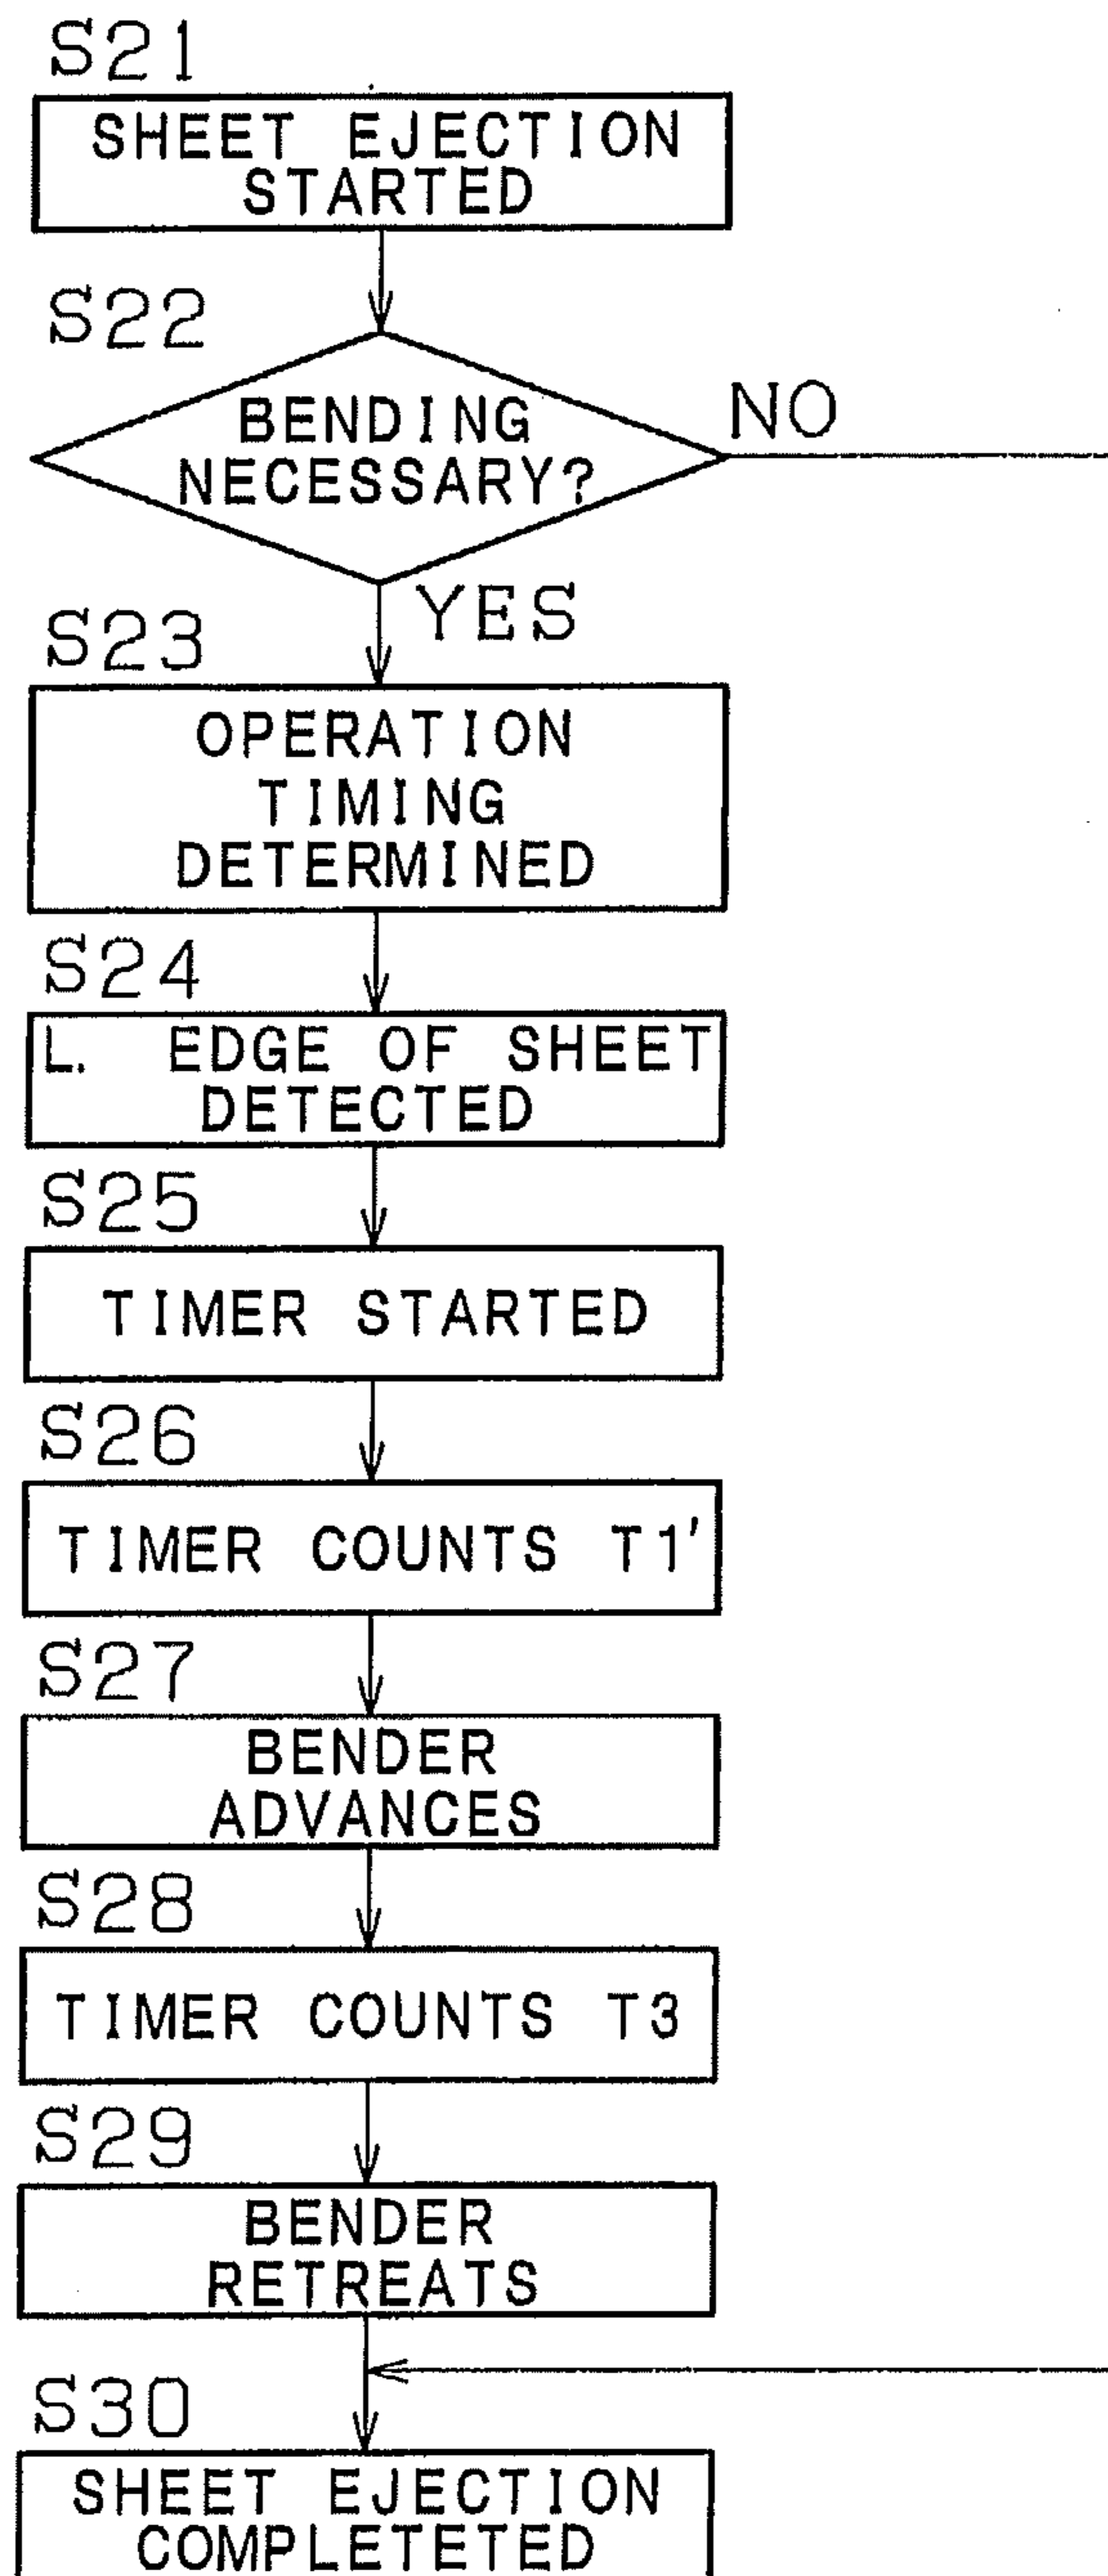 S21
SHEET EJECTION
STARTED
S22
BENDING
NECESSARY?
NO
YES
S23
OPERATION
TIMING
DETERMINED
S24
L. EDGE OF SHEET
DETECTED
S25
TIMER STARTED
S26
TIMER COUNTS T1'
S27
BENDER
ADVANCES
S28
TIMER COUNTS T3
S29
BENDER
RETREATS
S30
SHEET EJECTION
COMPLETETED